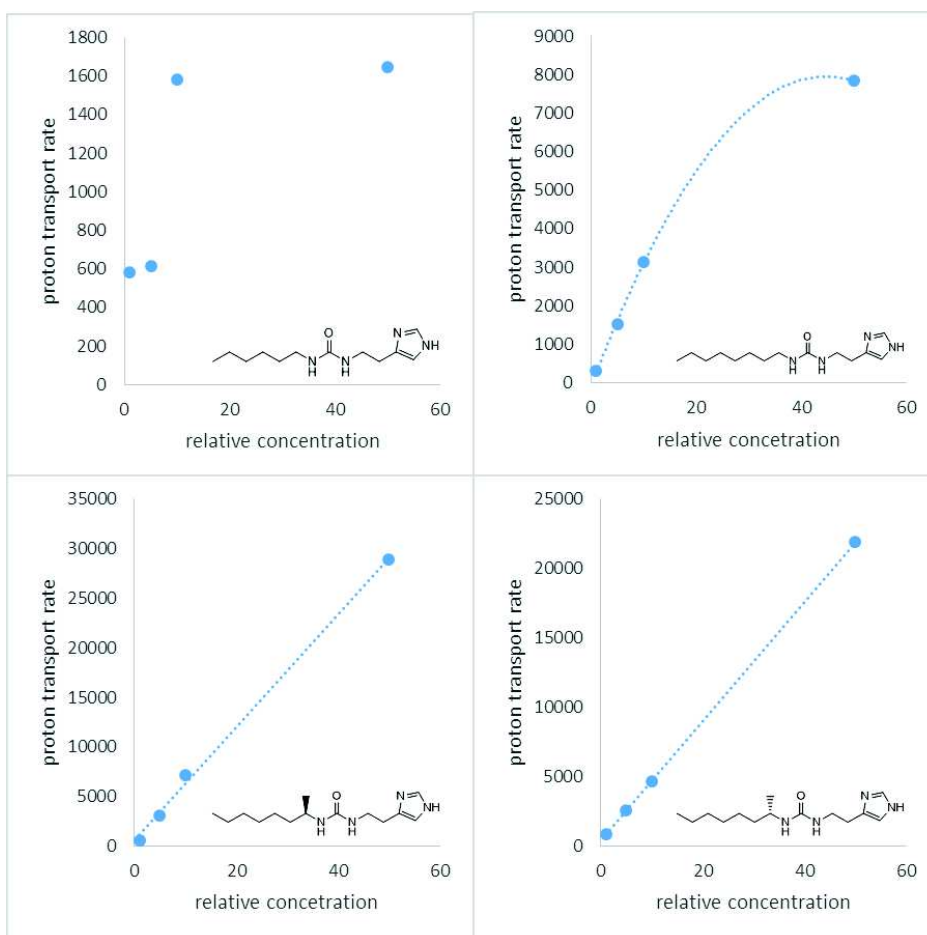 1800
1600
1400
1200
1000
800
600
400
200
0
proton transport rate
0 20 40 60
relative concentration
O
N
H
N
H
N
NH
9000
8000
7000
6000
5000
4000
3000
2000
1000
0
proton transport rate
0 20 40 60
relative concetration
O
N
H
N
H
N
NH
35000
30000
25000
20000
15000
10000
5000
0
proton transport rate
0 20 40 60
relative concetration
O
N
H
N
H
N
NH
25000
20000
15000
10000
5000
0
proton transport rate
0 20 40 60
relative concentration
O
N
H
N
H
N
NH